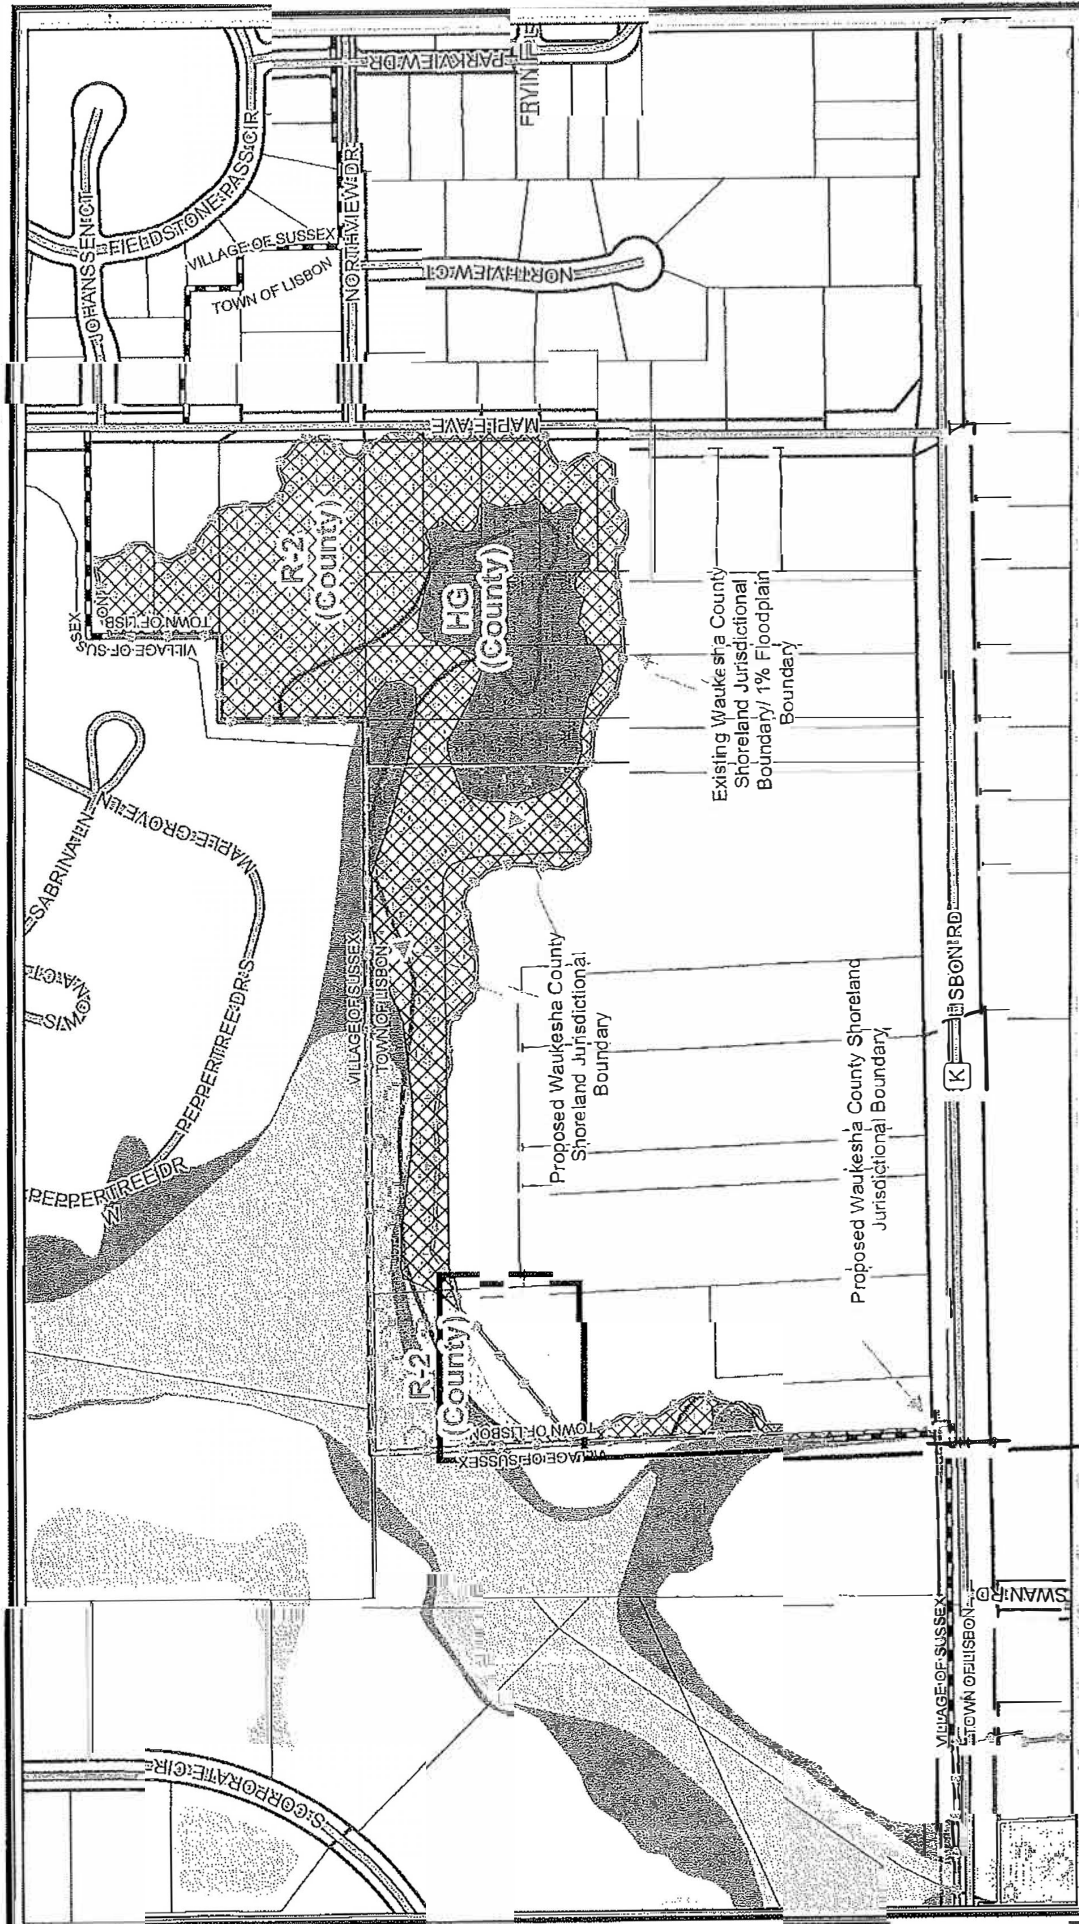 JOHANSSEN CT
FIELDSTONE PASS CIR
VILLAGE OF SUSSEX
TOWN OF LISBON
NORTHVIEW DR
PARKVIEW DR
NORTHVIEW CT
MAPLE AVE
R-2
(County)
HG
(County)
TOWN OF LISB
VILLAGE OF SUS
SEX
SABRINA LN
MAPLE GROVE LN
PEPPERTREE DR S
PEPPERTREE DR
W
VILLAGE OF SUSSEX
TOWN OF LISBON
Existing Waukesha County
Shoreland Jurisdictional
Boundary/ 1% Floodplain
Boundary
Proposed Waukesha County
Shoreland Jurisdictional
Boundary
Proposed Waukesha County Shoreland
Jurisdictional Boundary
LISBON RD
K
R-2
(County)
TOWN OF LISBON
VILLAGE OF SUSSEX
S CORPORATE CIR
VILLAGE OF SUSSEX
TOWN OF LISBON
SWAN RD